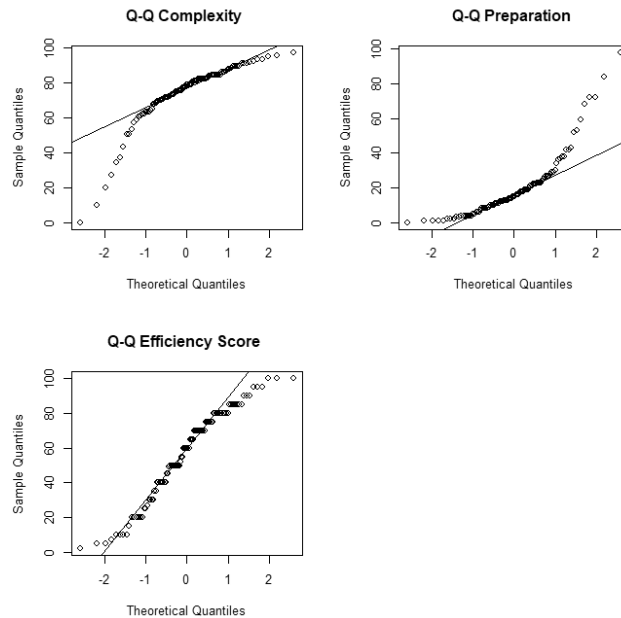 Q-Q Complexity
Sample Quantiles
0 20 40 60 80 100
-2 -1 0 1 2
Theoretical Quantiles
Q-Q Preparation
Sample Quantiles
0 20 40 60 80 100
-2 -1 0 1 2
Theoretical Quantiles
Q-Q Efficiency Score
Sample Quantiles
0 20 40 60 80 100
-2 -1 0 1 2
Theoretical Quantiles